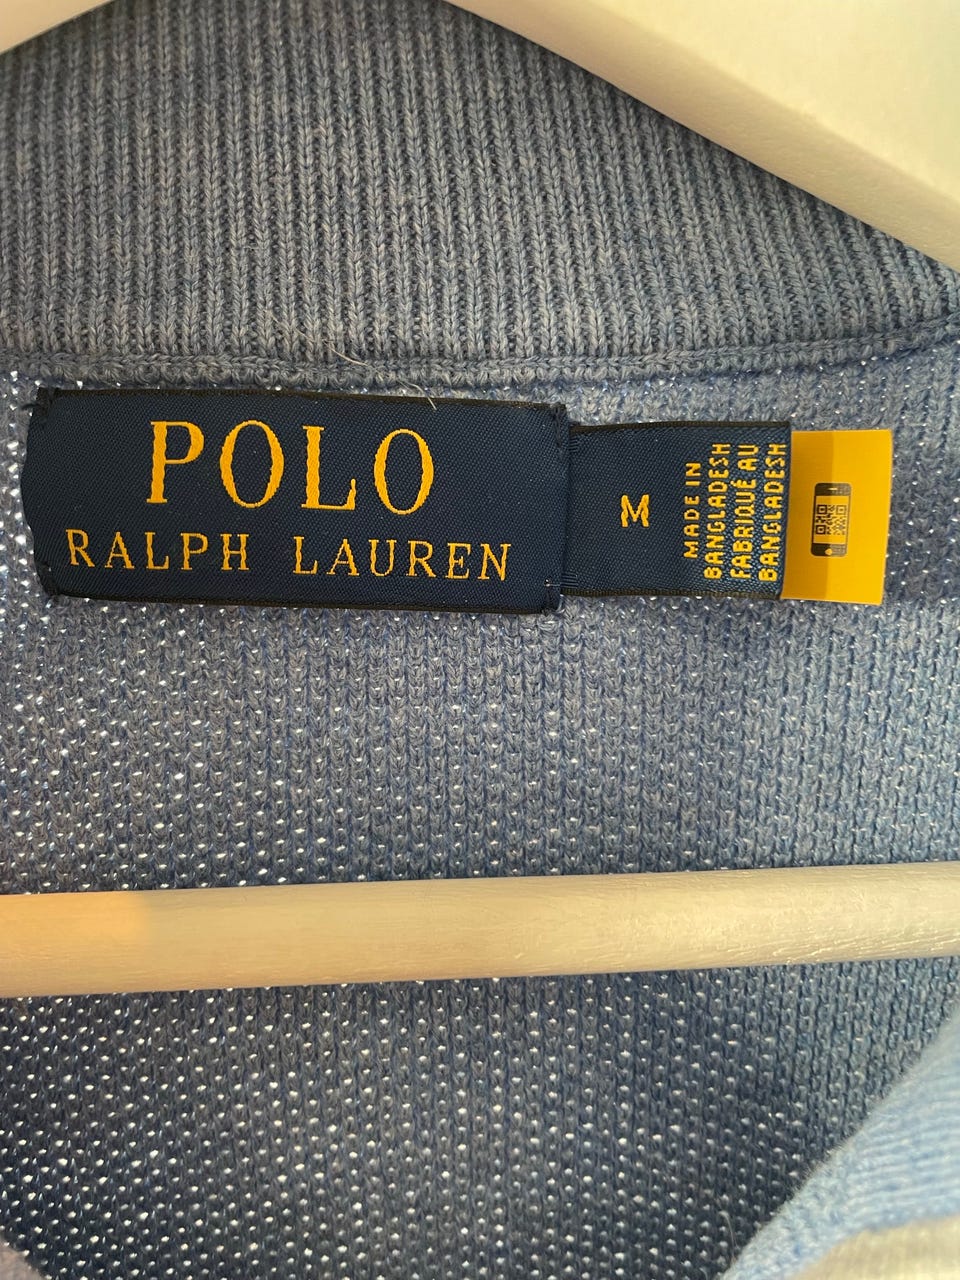 POLO
RALPH LAUREN
M
MADE IN
BANGLADESH
FABRIQUÉ AU
BANGLADESH